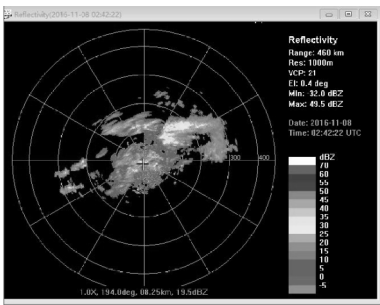 Reflectivity(2016-11-08 02:42:22)
Reflectivity
Range: 460 km
Res: 1000m
VCP: 21
El: 0.4 deg
Min: -32.0 dBZ
Max: 49.5 dBZ
Date: 2016-11-08
Time: 02:42:22 UTC
300 400
dBZ
70
60
55
50
45
40
35
30
25
20
15
10
5
0
-5
1.0X, 194.0deg, 88.25km, 19.5dBZ